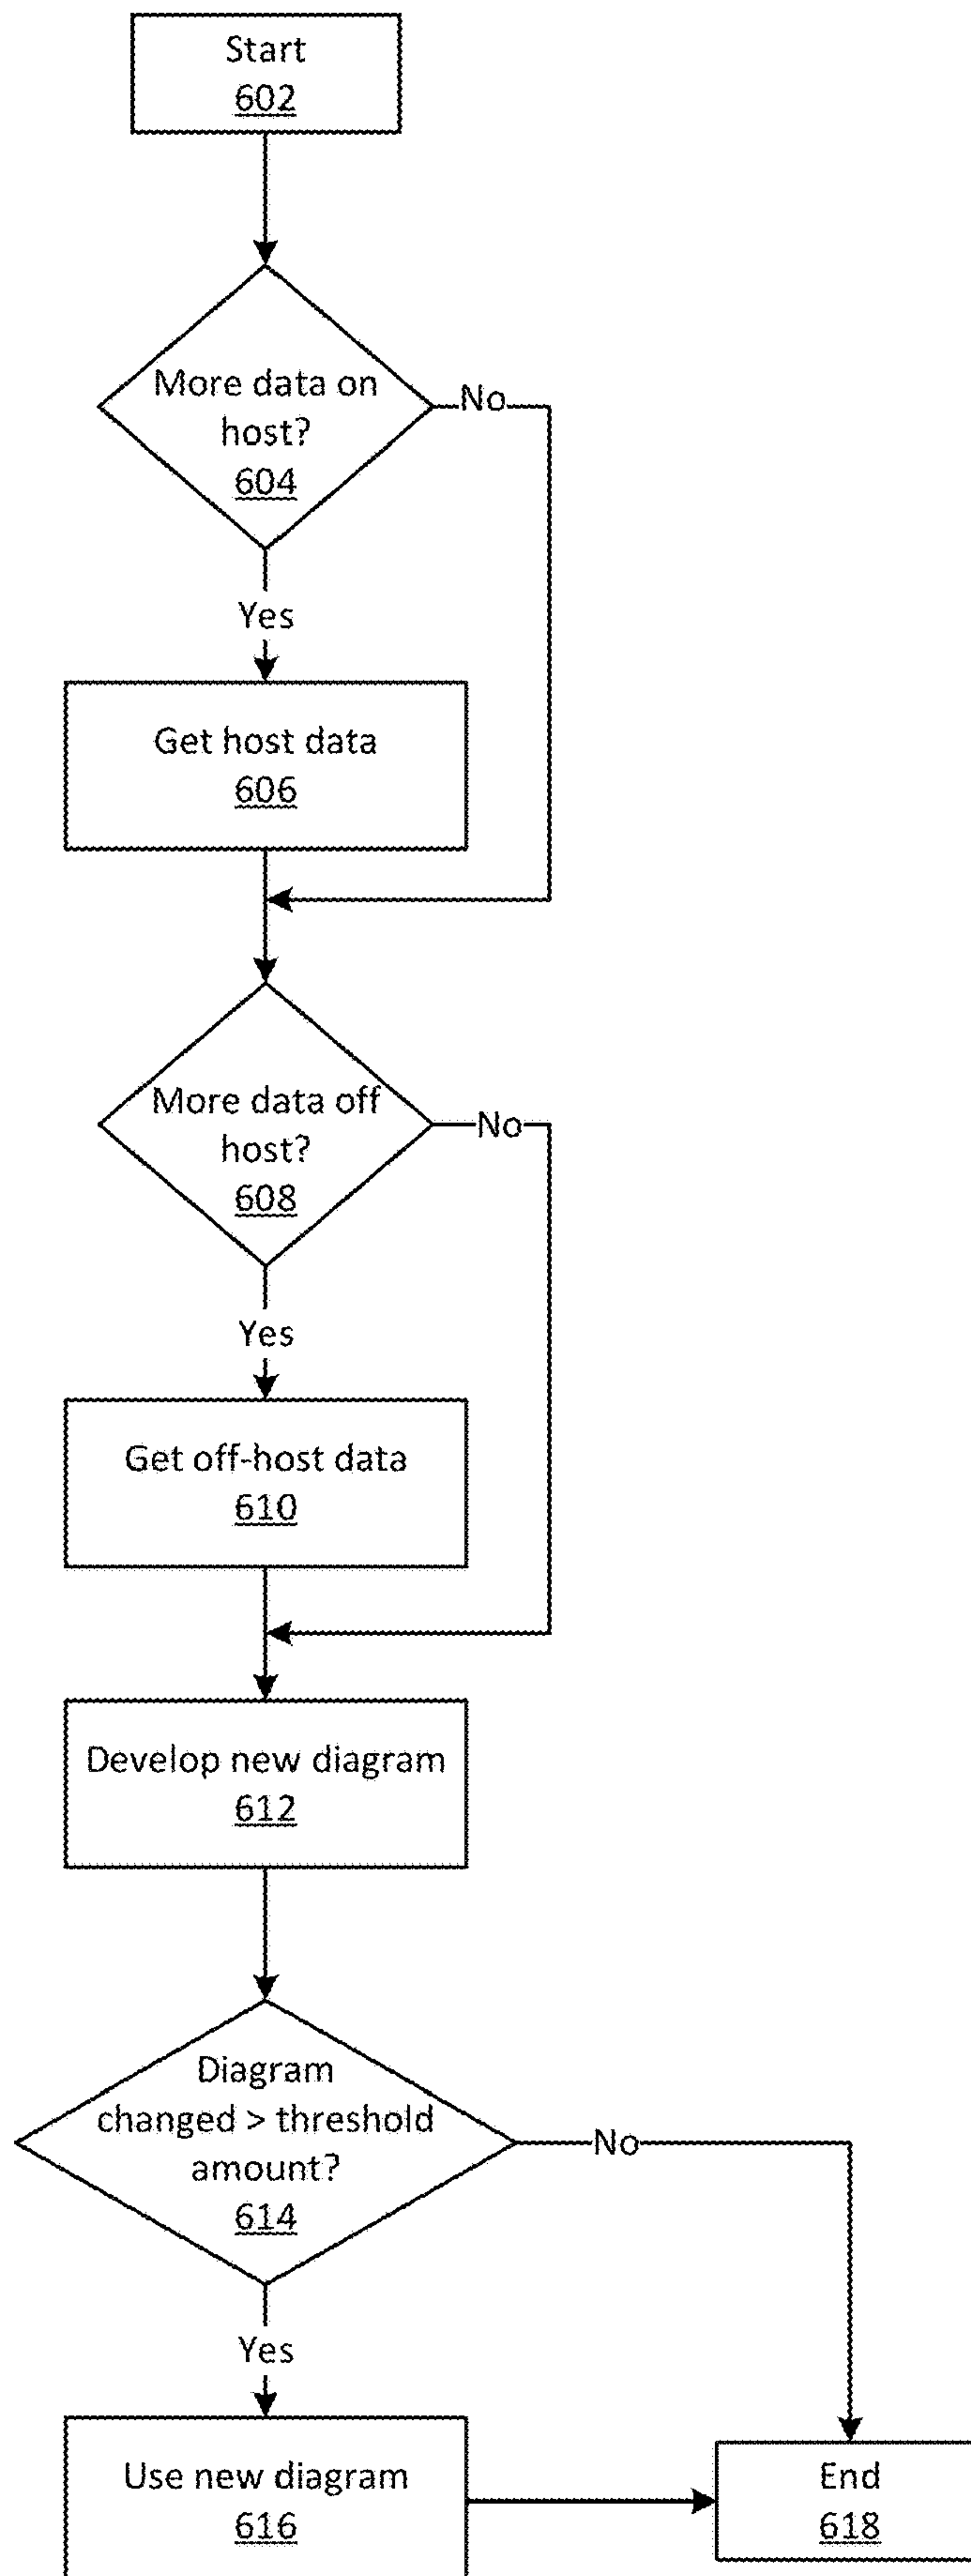 Start
602
More data on
host?
604
No
Yes
Get host data
606
More data off
host?
608
No
Yes
Get off-host data
610
Develop new diagram
612
Diagram
changed > threshold
amount?
614
No
Yes
Use new diagram
616
End
618